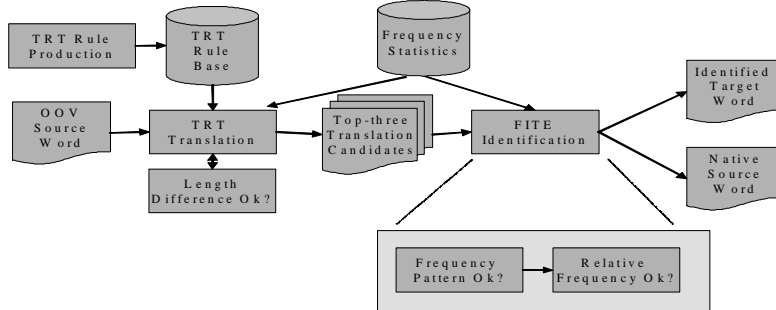 TRT Rule
Production
TRT
Rule
Base
Frequency
Statistics
Identified
Target
Word
OOV
Source
Word
TRT
Translation
Top-three
Translation
Candidates
FITE
Identification
Native
Source
Word
Length
Difference Ok?
Frequency
Pattern Ok?
Relative
Frequency Ok?